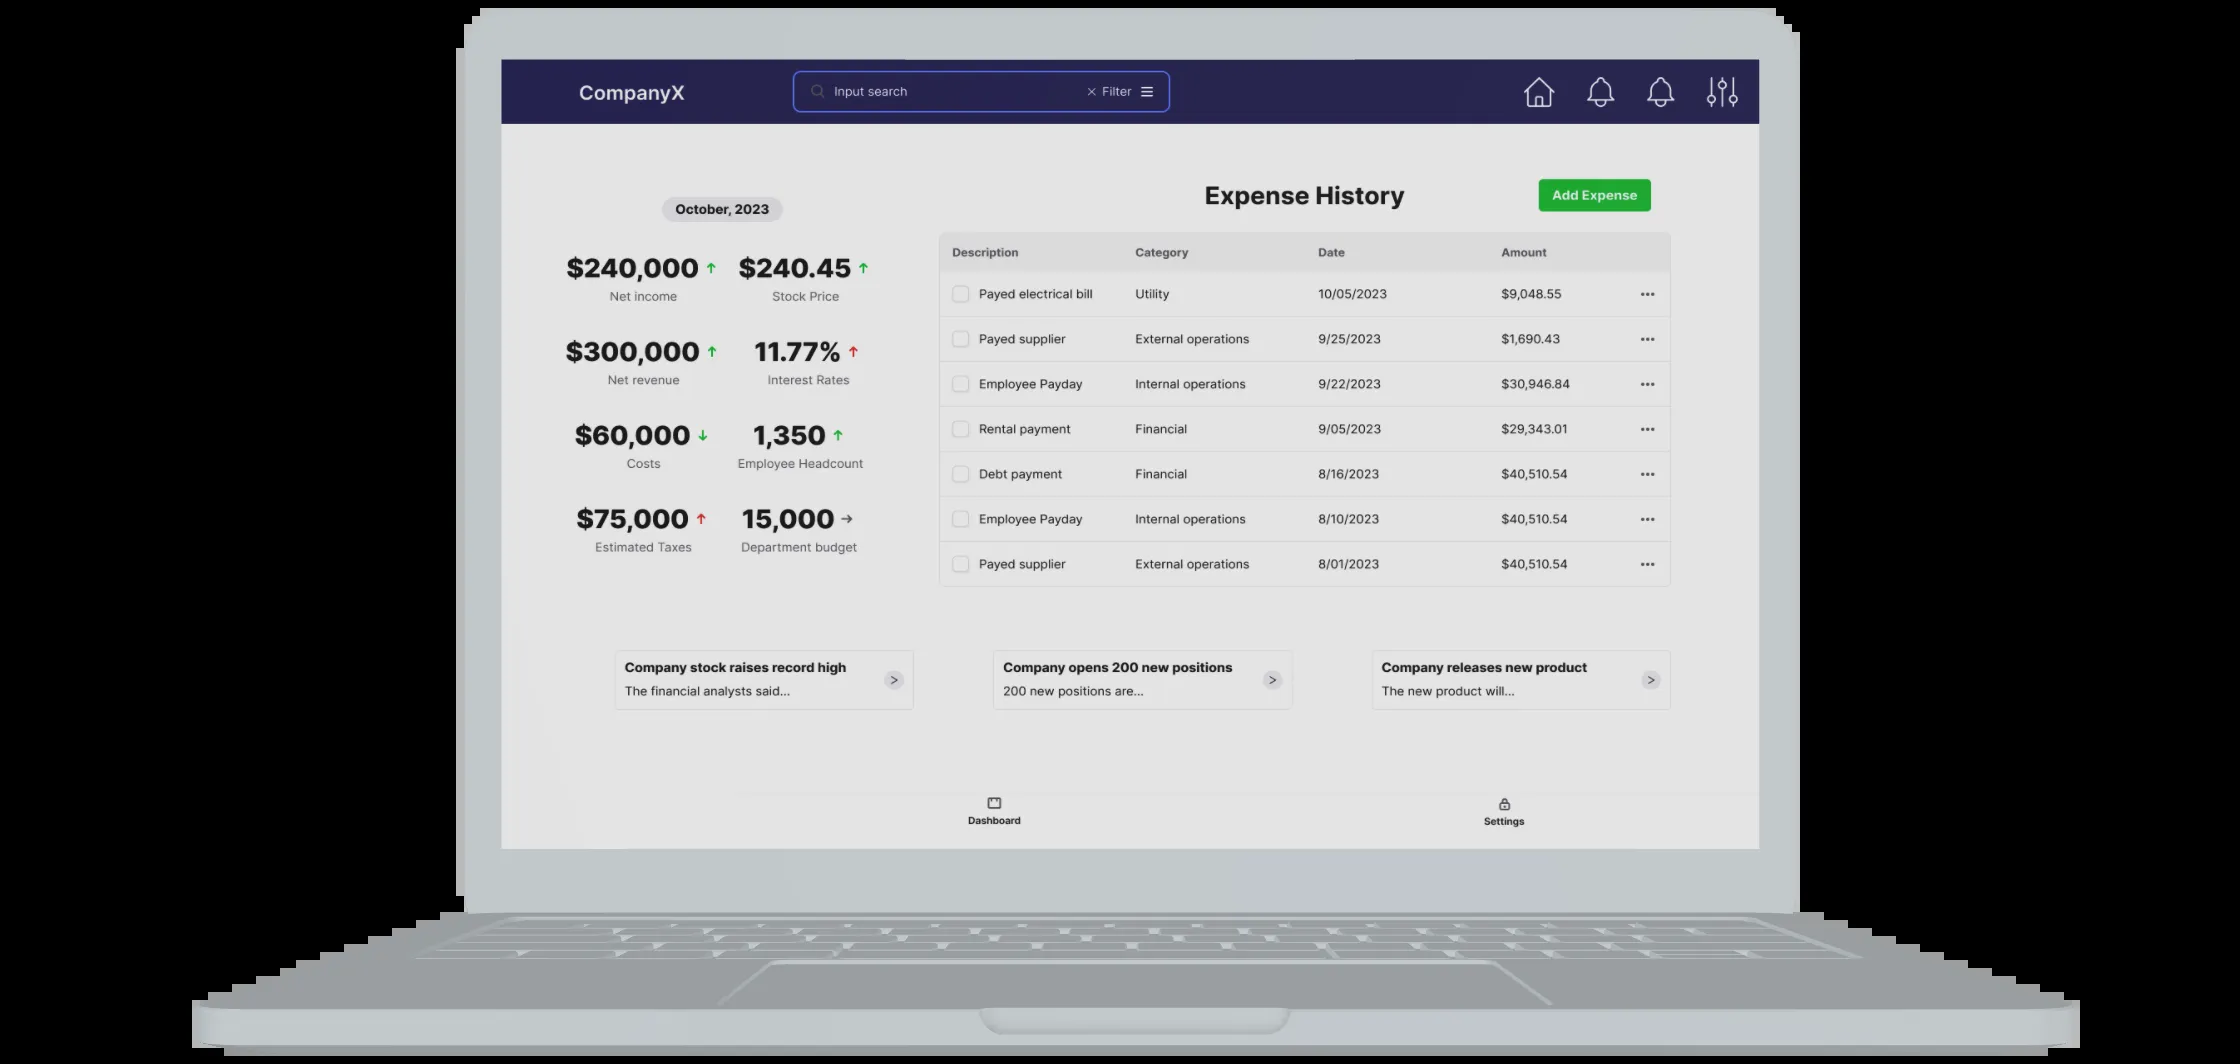 CompanyX
Input search
Filter
October, 2023
$240,000
Net income
$240.45
Stock Price
$300,000
Net revenue
11.77%
Interest Rates
$60,000
Costs
1,350
Employee Headcount
$75,000
Estimated Taxes
15,000
Department budget
Expense History
Add Expense
Description Category Date Amount
Payed electrical bill Utility 10/05/2023 $9,048.55
Payed supplier External operations 9/25/2023 $1,690.43
Employee Payday Internal operations 9/22/2023 $30,946.84
Rental payment Financial 9/05/2023 $29,343.01
Debt payment Financial 8/16/2023 $40,510.54
Employee Payday Internal operations 8/10/2023 $40,510.54
Payed supplier External operations 8/01/2023 $40,510.54
Company stock raises record high
The financial analysts said...
Company opens 200 new positions
200 new positions are...
Company releases new product
The new product will...
Dashboard
Settings